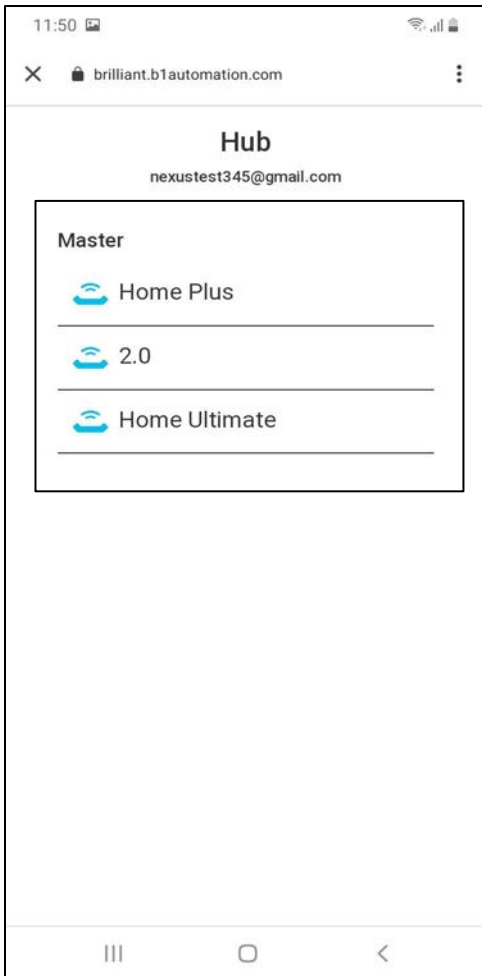 11:50
brilliant.b1automation.com
Hub
nexustest345@gmail.com
Master
Home Plus
2.0
Home Ultimate